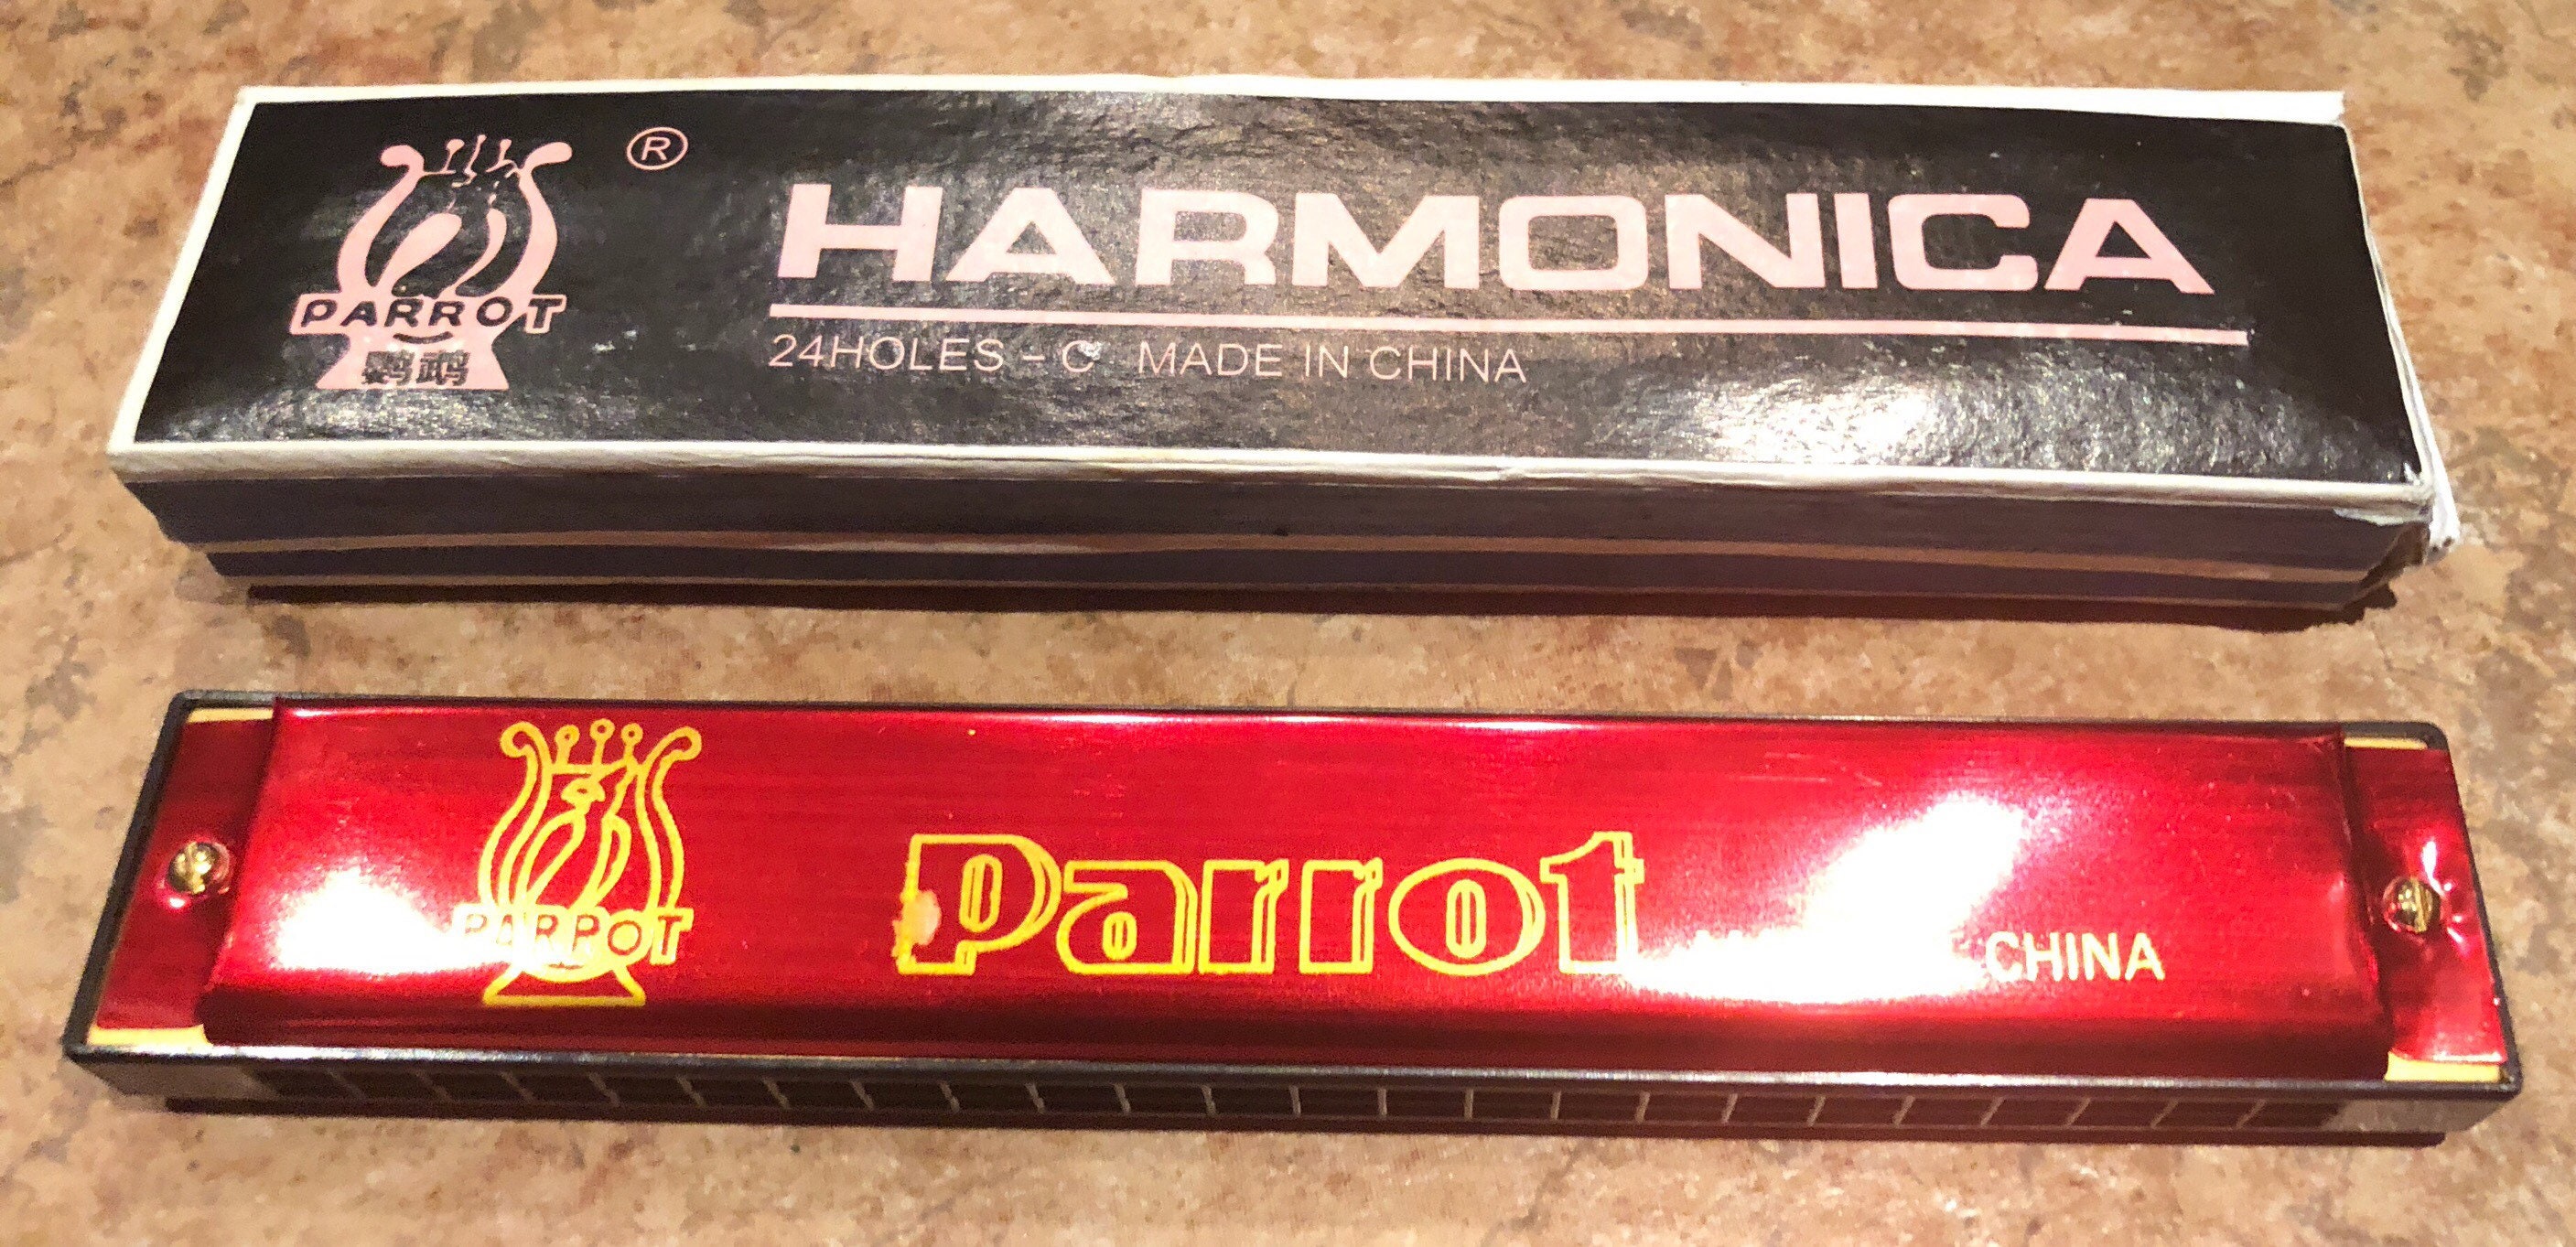 ®
HARMONICA
PARROT
鹦鹉
24HOLES – C MADE IN CHINA
PARROT
Parrot
CHINA